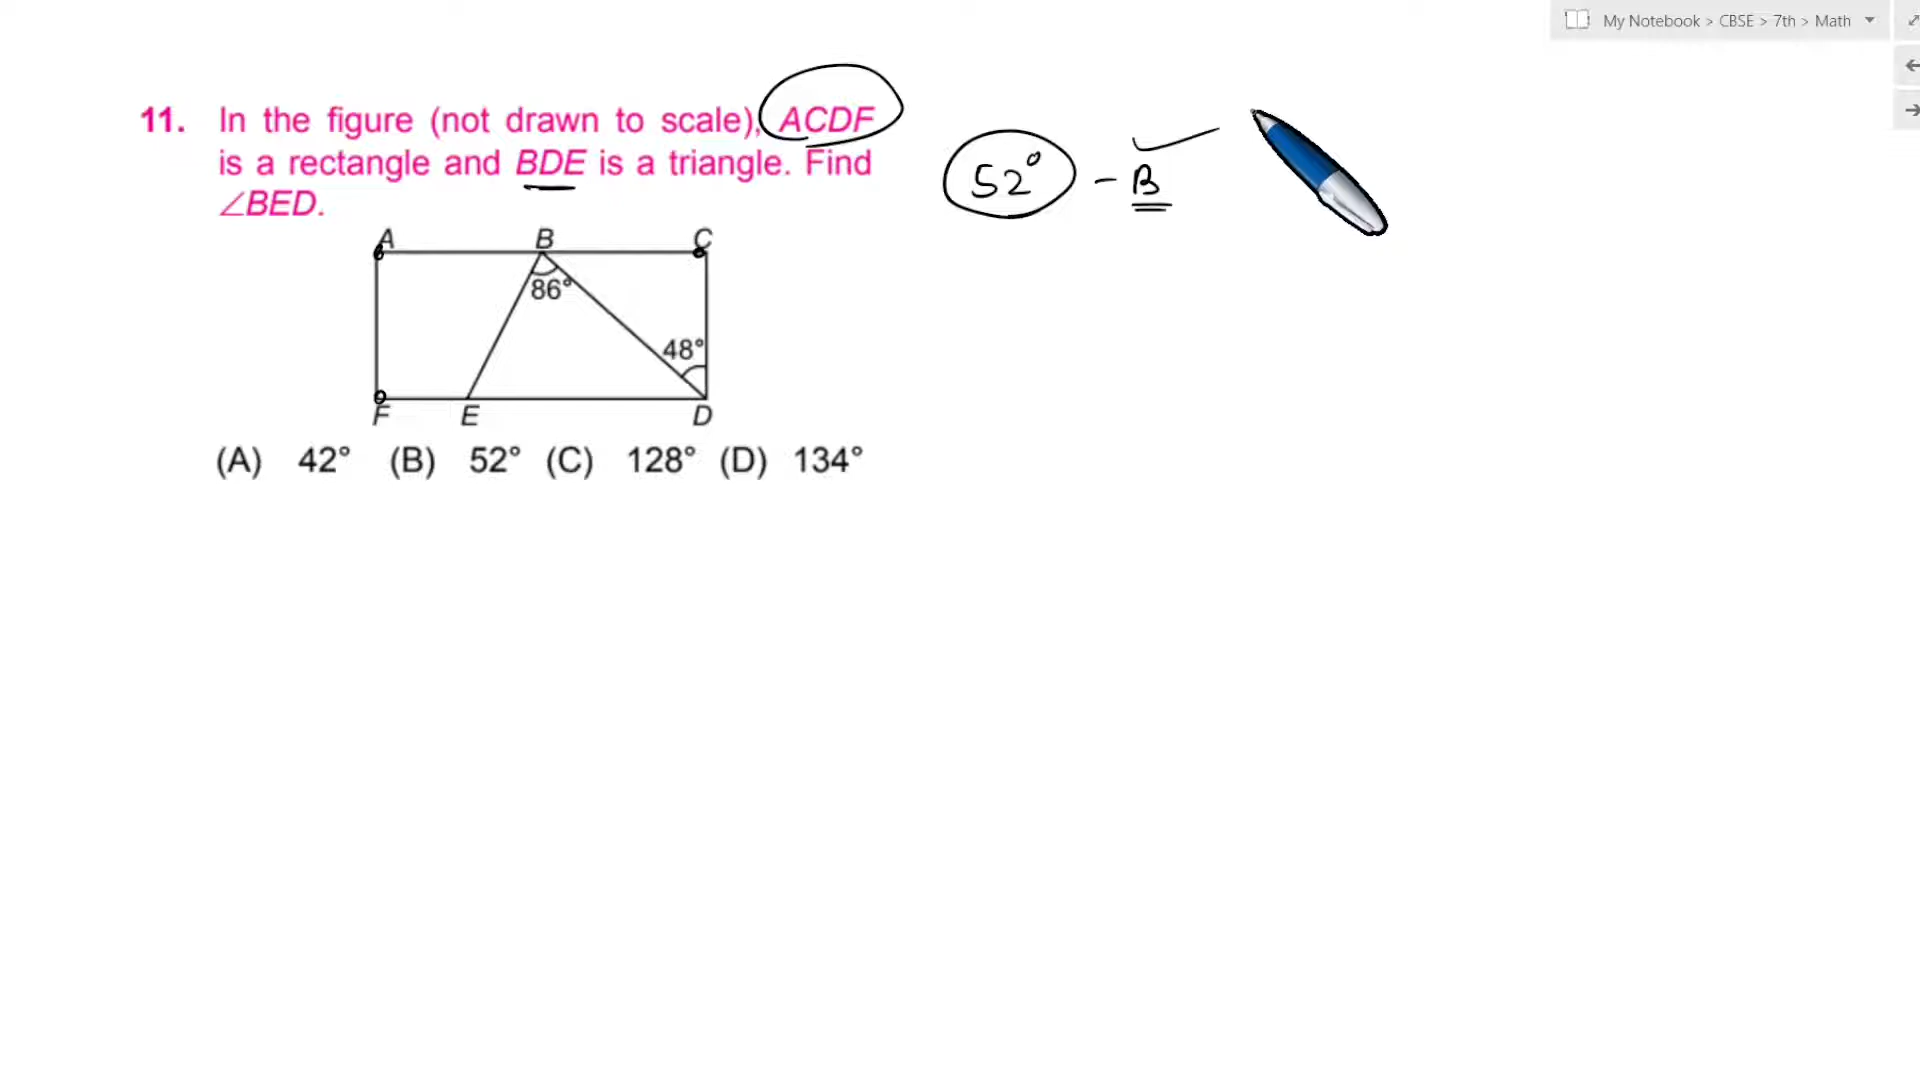 My Notebook > CBSE > 7th > Math
11. In the figure (not drawn to scale), ACDF
is a rectangle and BDE is a triangle. Find
∠BED.
52° - B
A B C
86°
48°
F E D
(A) 42° (B) 52° (C) 128° (D) 134°